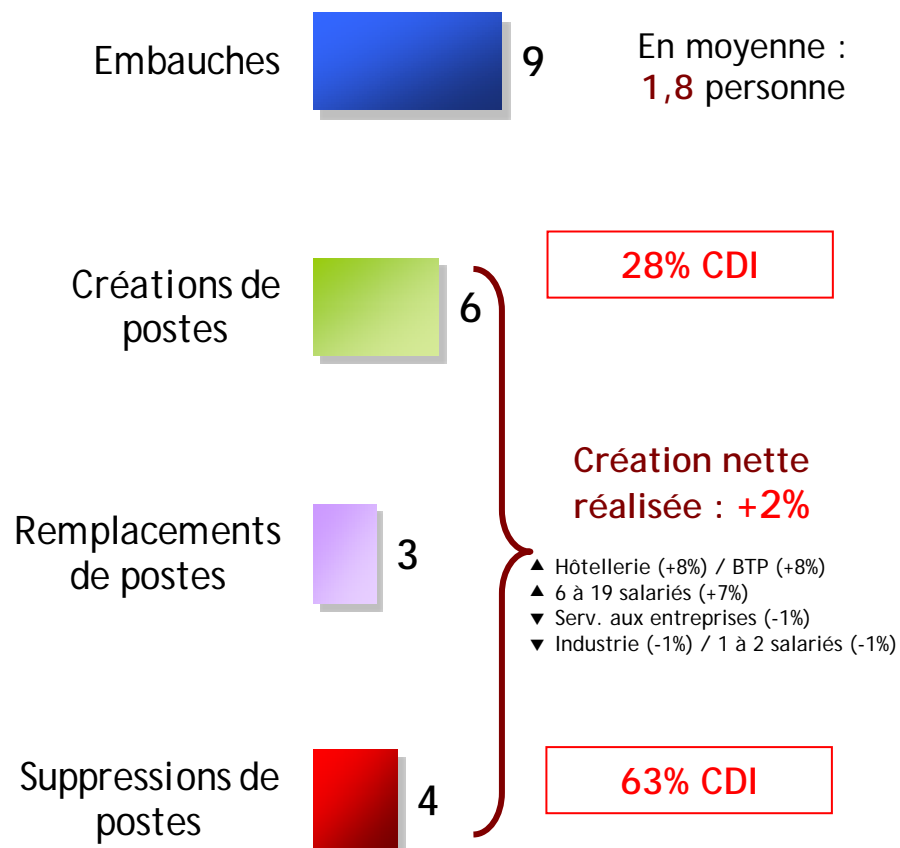 Embauches
9
En moyenne :
1,8 personne
Créations de
postes
6
28% CDI
Remplacements
de postes
3
Création nette
réalisée : +2%
▲ Hôtellerie (+8%) / BTP (+8%)
▲ 6 à 19 salariés (+7%)
▼ Serv. aux entreprises (-1%)
▼ Industrie (-1%) / 1 à 2 salariés (-1%)
Suppressions de
postes
4
63% CDI